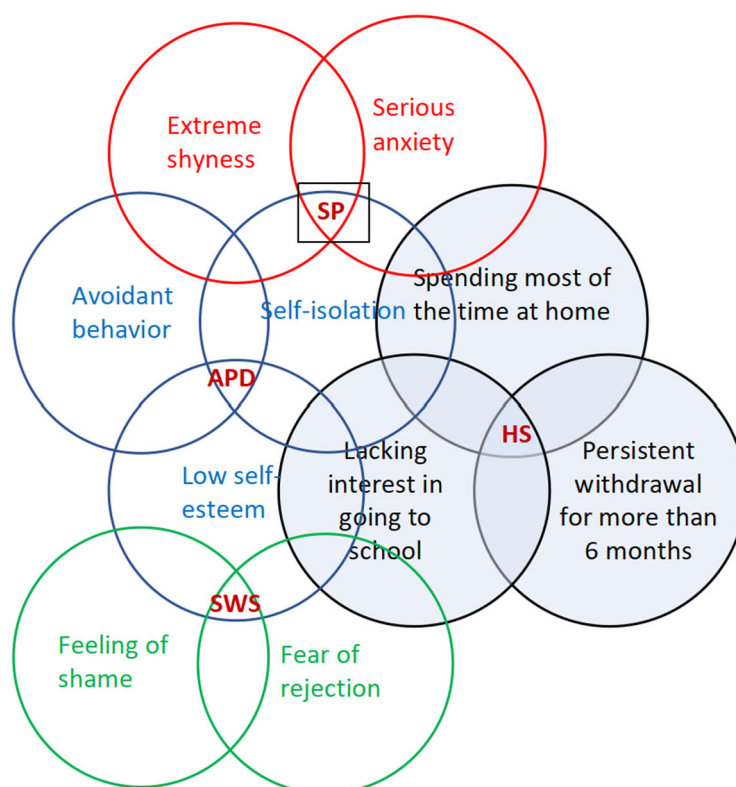 Extreme
shyness
Serious
anxiety
SP
Avoidant
behavior
Self-isolation
Spending most of
the time at home
APD
Low self-
esteem
Lacking
interest in
going to
school
HS
Persistent
withdrawal
for more than
6 months
SWS
Feeling of
shame
Fear of
rejection